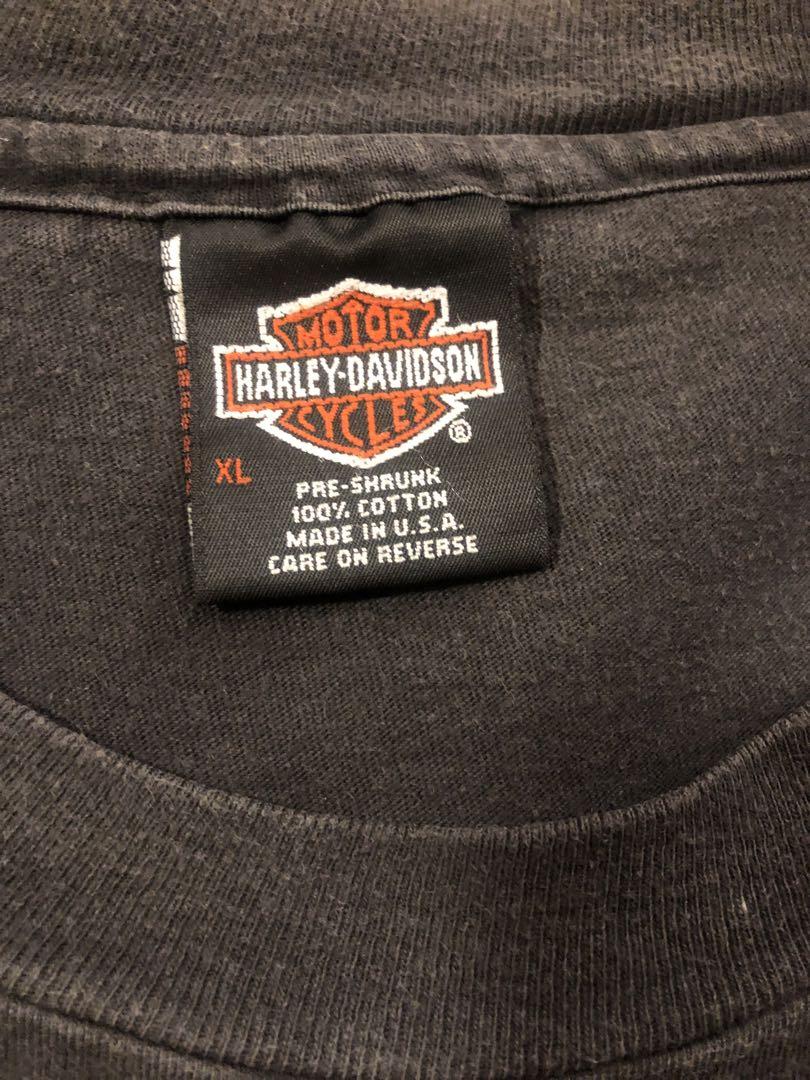 MOTOR
HARLEY-DAVIDSON
CYCLES
®
XL
PRE-SHRUNK
100% COTTON
MADE IN U.S.A.
CARE ON REVERSE